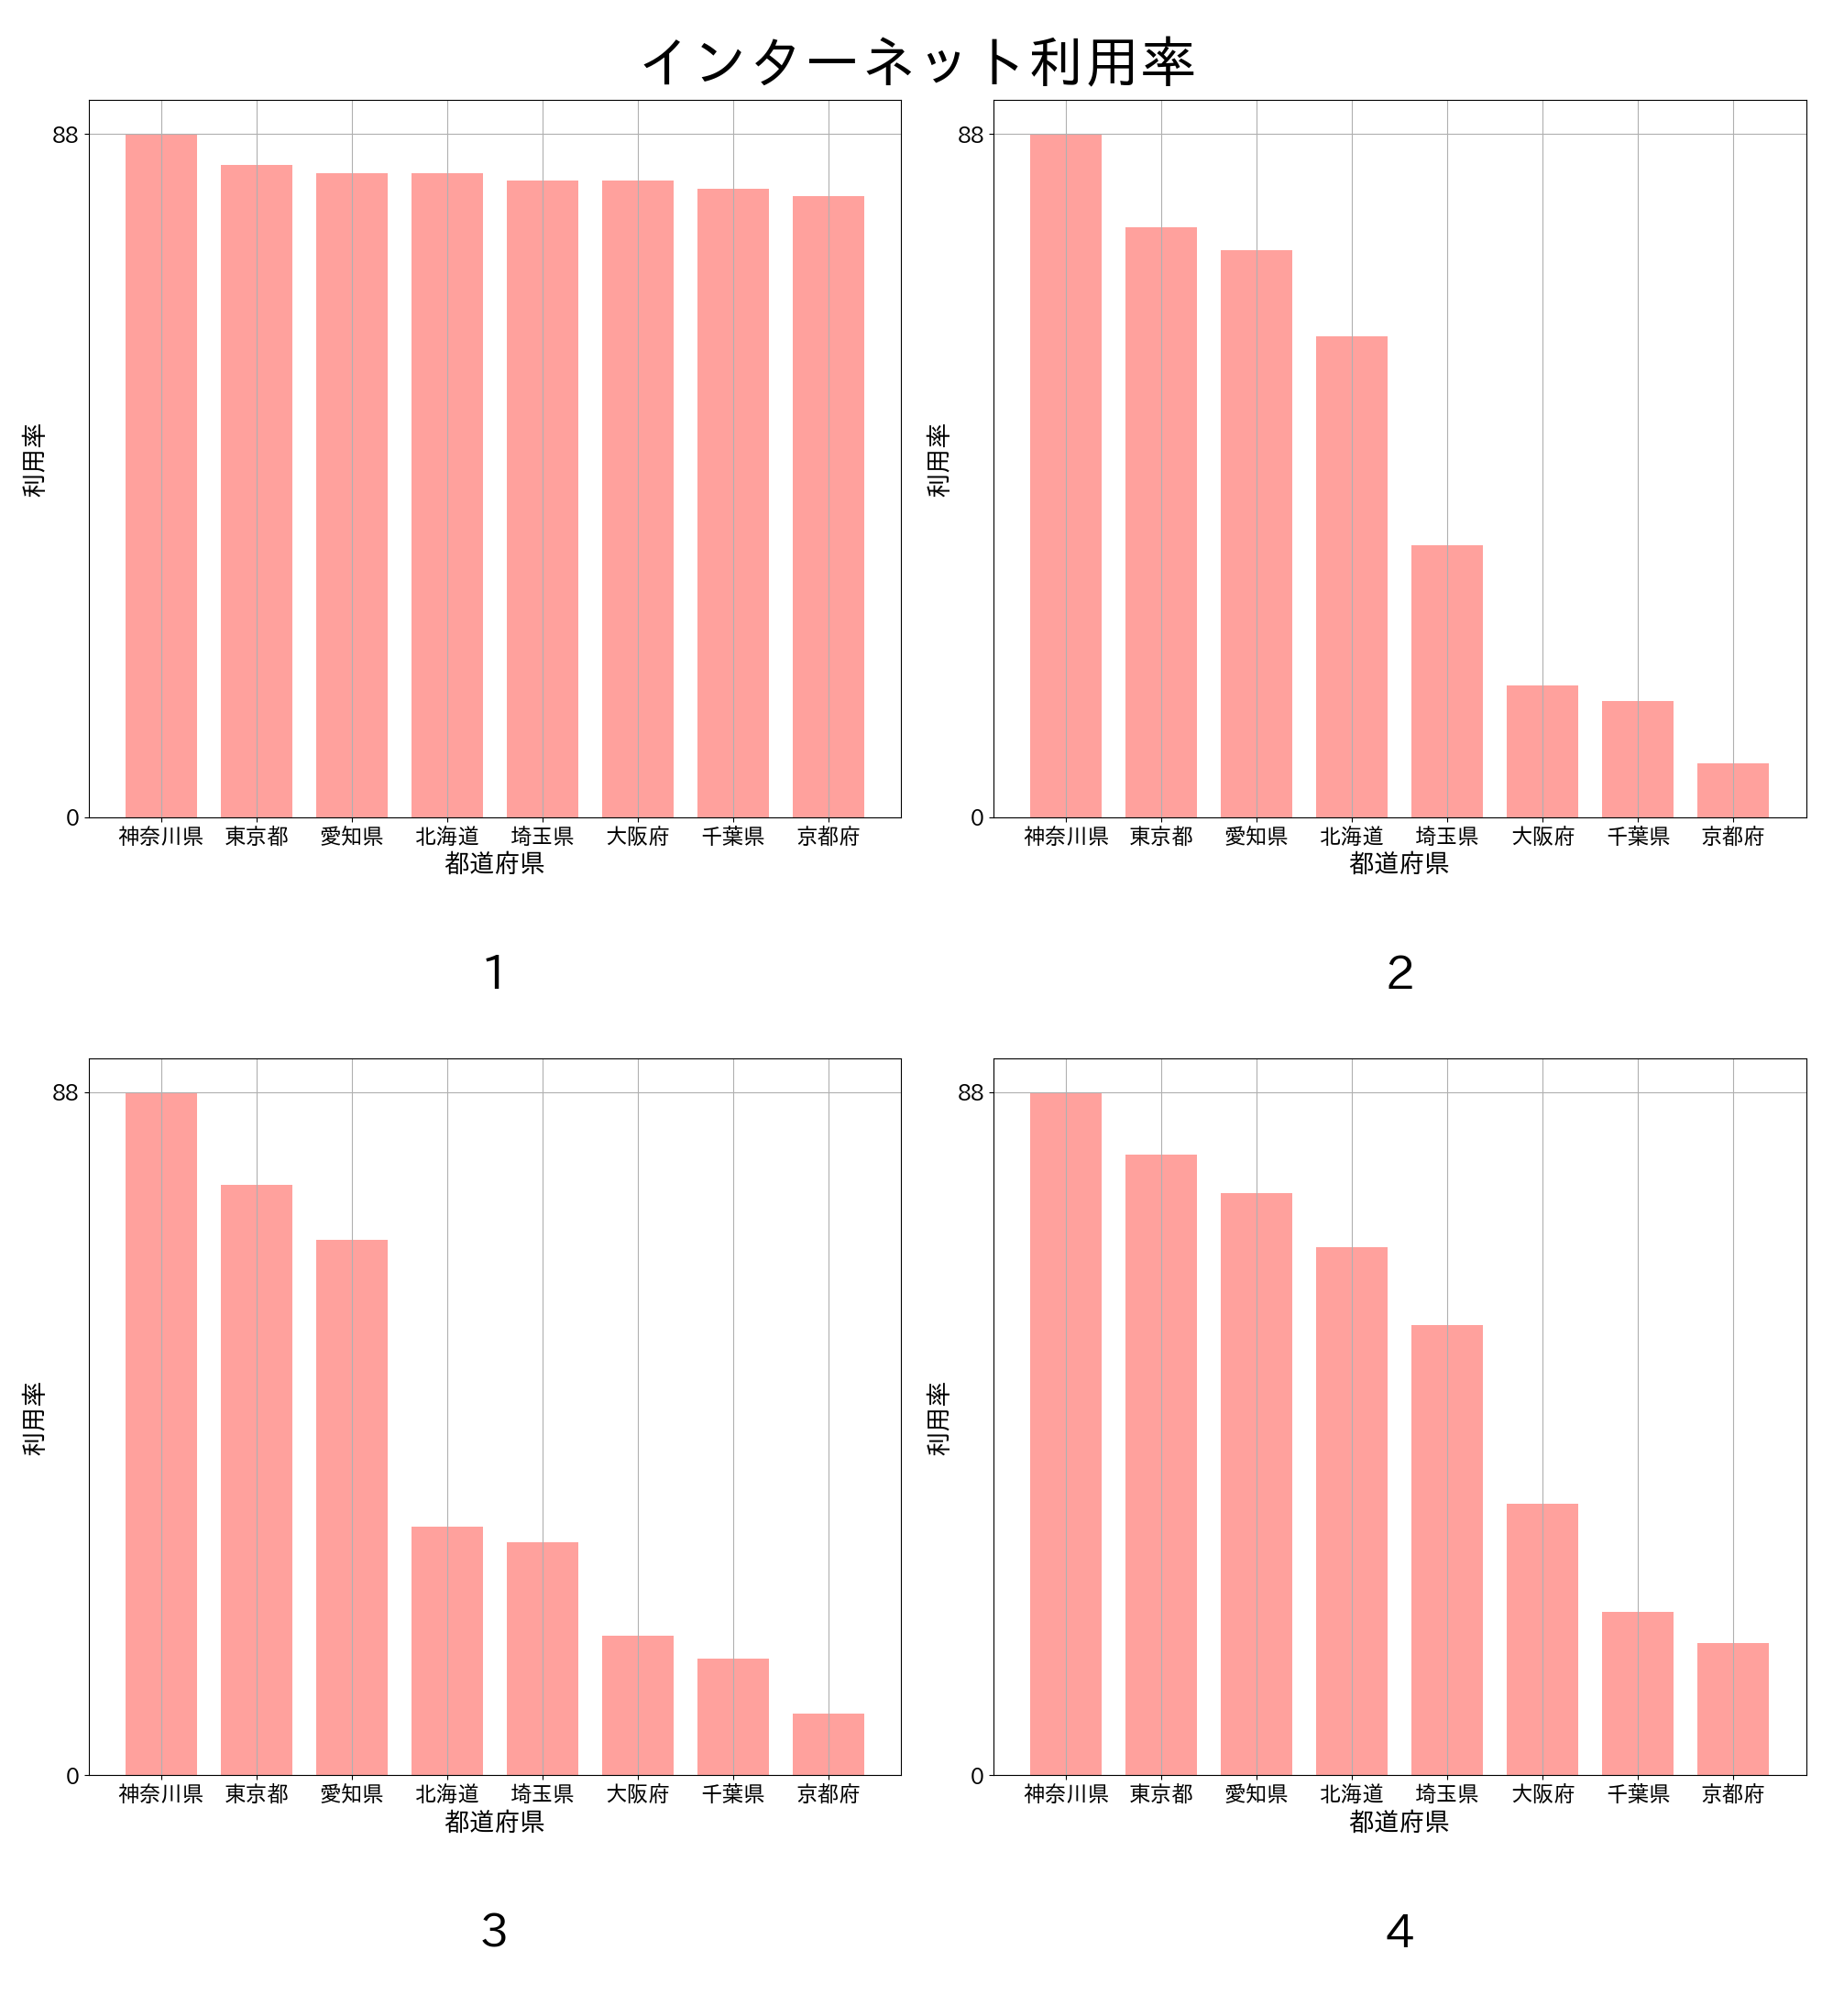 インターネット利用率
88
0
利用率
神奈川県 東京都 愛知県 北海道 埼玉県 大阪府 千葉県 京都府
都道府県
1
88
0
利用率
神奈川県 東京都 愛知県 北海道 埼玉県 大阪府 千葉県 京都府
都道府県
2
88
0
利用率
神奈川県 東京都 愛知県 北海道 埼玉県 大阪府 千葉県 京都府
都道府県
3
88
0
利用率
神奈川県 東京都 愛知県 北海道 埼玉県 大阪府 千葉県 京都府
都道府県
4